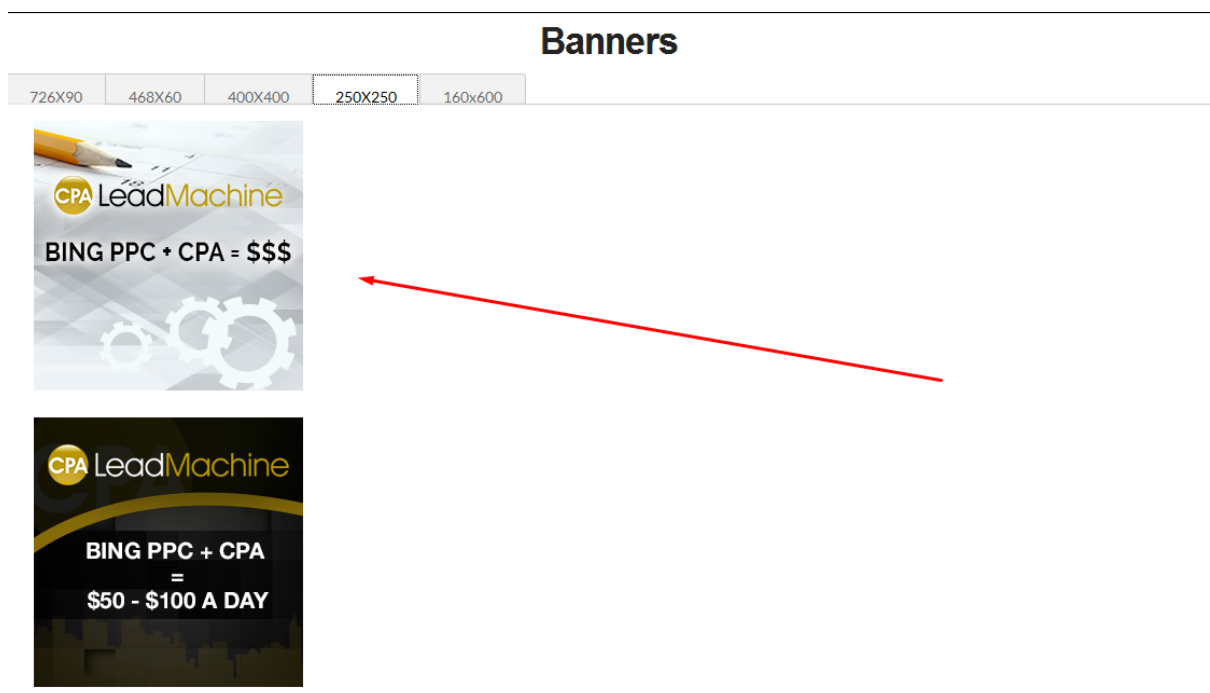 Banners
726X90 468X60 400X400 250X250 160x600
CPA LeadMachine
BING PPC + CPA = $$$
CPA LeadMachine
BING PPC + CPA
=
$50 - $100 A DAY